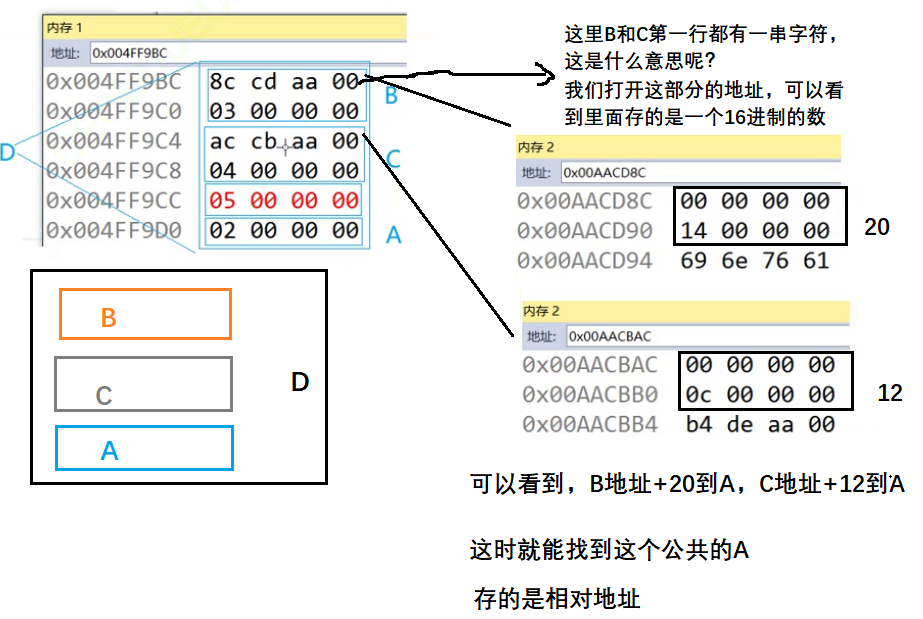 内存 1
地址: 0x004FF9BC
0x004FF9BC 8c cd aa 00
0x004FF9C0 03 00 00 00
B
0x004FF9C4 ac cb aa 00
0x004FF9C8 04 00 00 00
C
D
0x004FF9CC 05 00 00 00
0x004FF9D0 02 00 00 00
A
这里B和C第一行都有一串字符，
这是什么意思呢？
我们打开这部分的地址，可以看
到里面存的是一个16进制的数
内存 2
地址: 0x00AACD8C
0x00AACD8C 00 00 00 00
0x00AACD90 14 00 00 00
20
0x00AACD94 69 6e 76 61
B
C
A
D
内存 2
地址: 0x00AACBAC
0x00AACBAC 00 00 00 00
0x00AACBB0 0c 00 00 00
12
0x00AACBB4 b4 de aa 00
可以看到，B地址+20到A，C地址+12到A
这时就能找到这个公共的A
存的是相对地址